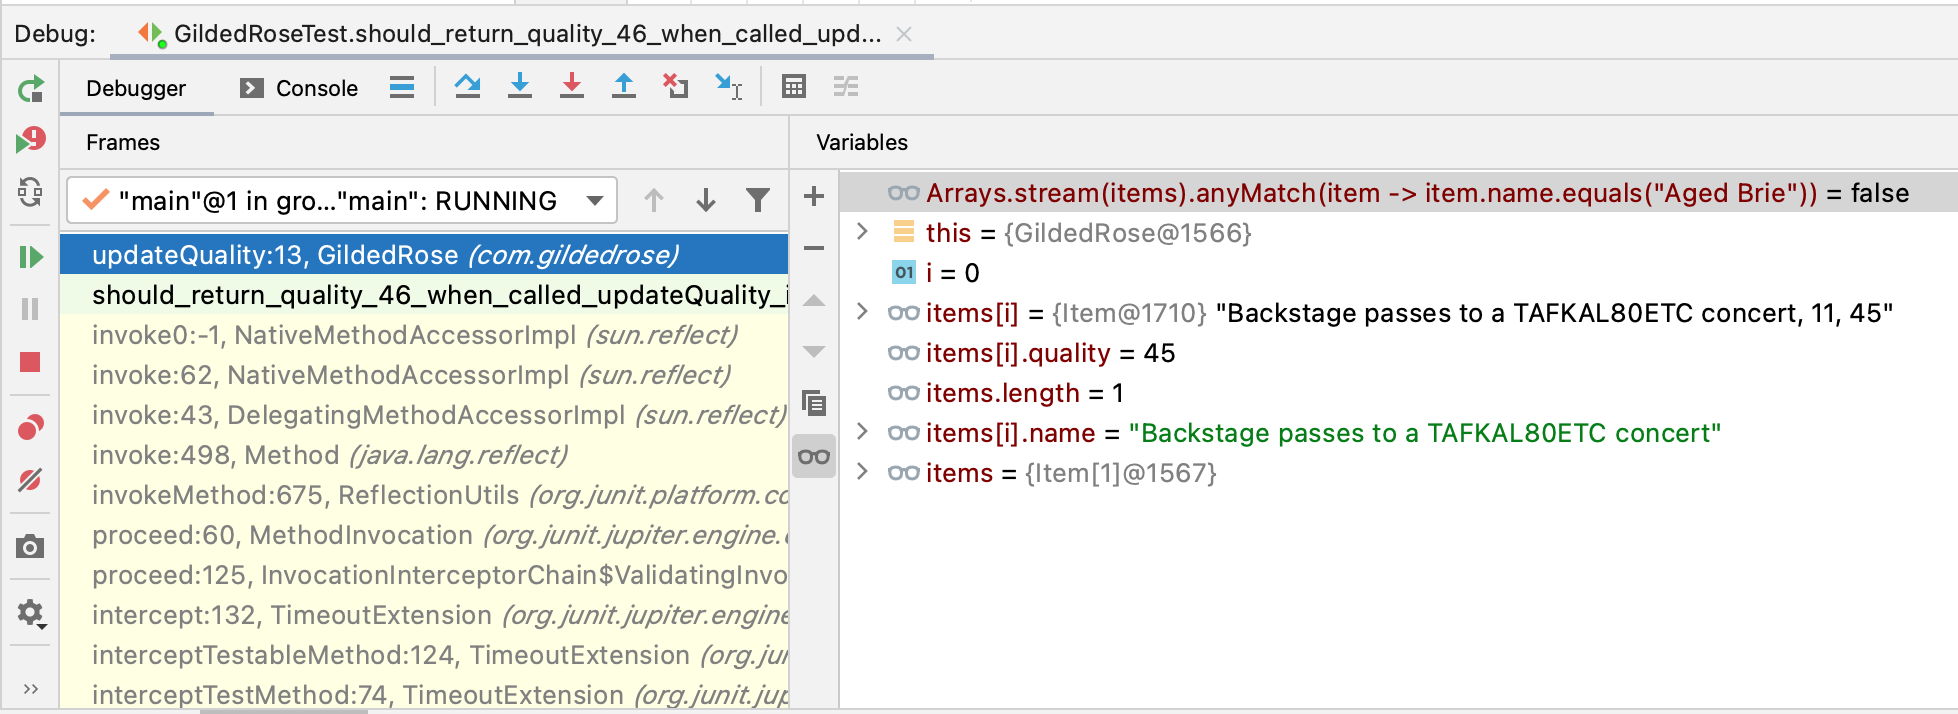 Debug: GildedRoseTest.should_return_quality_46_when_called_upd...
Debugger Console
Frames
Variables
"main"@1 in gro..."main": RUNNING
updateQuality:13, GildedRose (com.gildedrose)
should_return_quality_46_when_called_updateQuality_i
invoke0:-1, NativeMethodAccessorImpl (sun.reflect)
invoke:62, NativeMethodAccessorImpl (sun.reflect)
invoke:43, DelegatingMethodAccessorImpl (sun.reflect)
invoke:498, Method (java.lang.reflect)
invokeMethod:675, ReflectionUtils (org.junit.platform.co
proceed:60, MethodInvocation (org.junit.jupiter.engine.
proceed:125, InvocationInterceptorChain$ValidatingInvo
intercept:132, TimeoutExtension (org.junit.jupiter.engine
interceptTestableMethod:124, TimeoutExtension (org.ju
interceptTestMethod:74, TimeoutExtension (org.junit.jup
Arrays.stream(items).anyMatch(item -> item.name.equals("Aged Brie")) = false
this = {GildedRose@1566}
01 i = 0
items[i] = {Item@1710} "Backstage passes to a TAFKAL80ETC concert, 11, 45"
items[i].quality = 45
items.length = 1
items[i].name = "Backstage passes to a TAFKAL80ETC concert"
items = {Item[1]@1567}